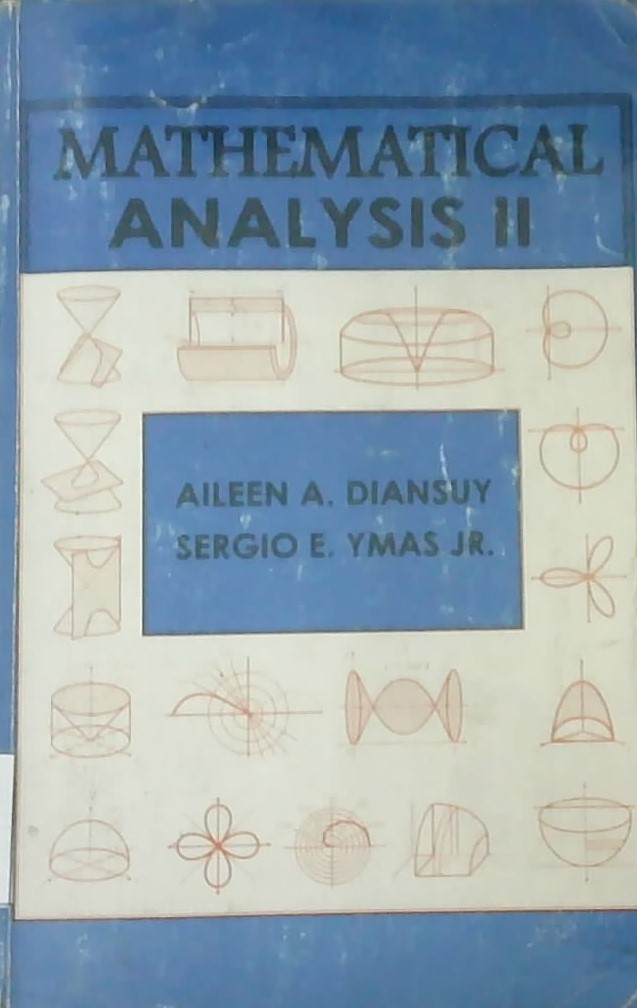 MATHEMATICAL
ANALYSIS II
AILEEN A. DIANSUY
SERGIO E. YMAS JR.